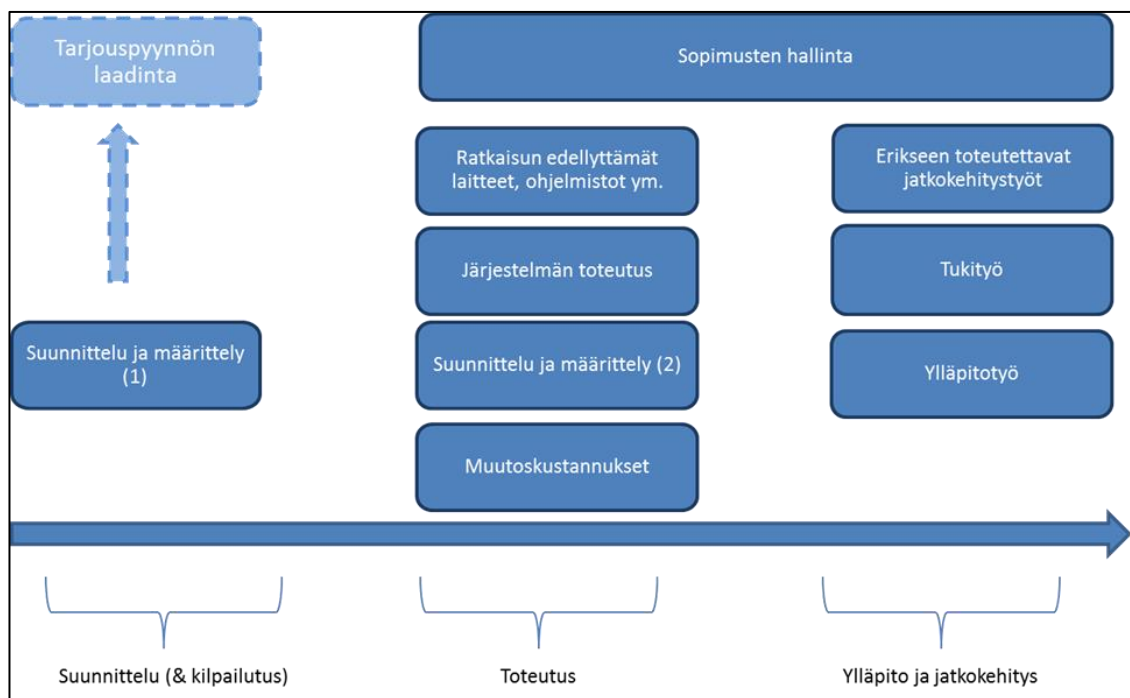 Tarjouspyynnön
laadinta
Sopimusten hallinta
Ratkaisun edellyttämät
laitteet, ohjelmistot ym.
Erikseen toteutettavat
jatkokehitystyöt
Järjestelmän toteutus
Tukityö
Suunnittelu ja määrittely
(1)
Suunnittelu ja määrittely (2)
Ylläpitotyö
Muutoskustannukset
Suunnittelu (& kilpailutus)
Toteutus
Ylläpito ja jatkokehitys